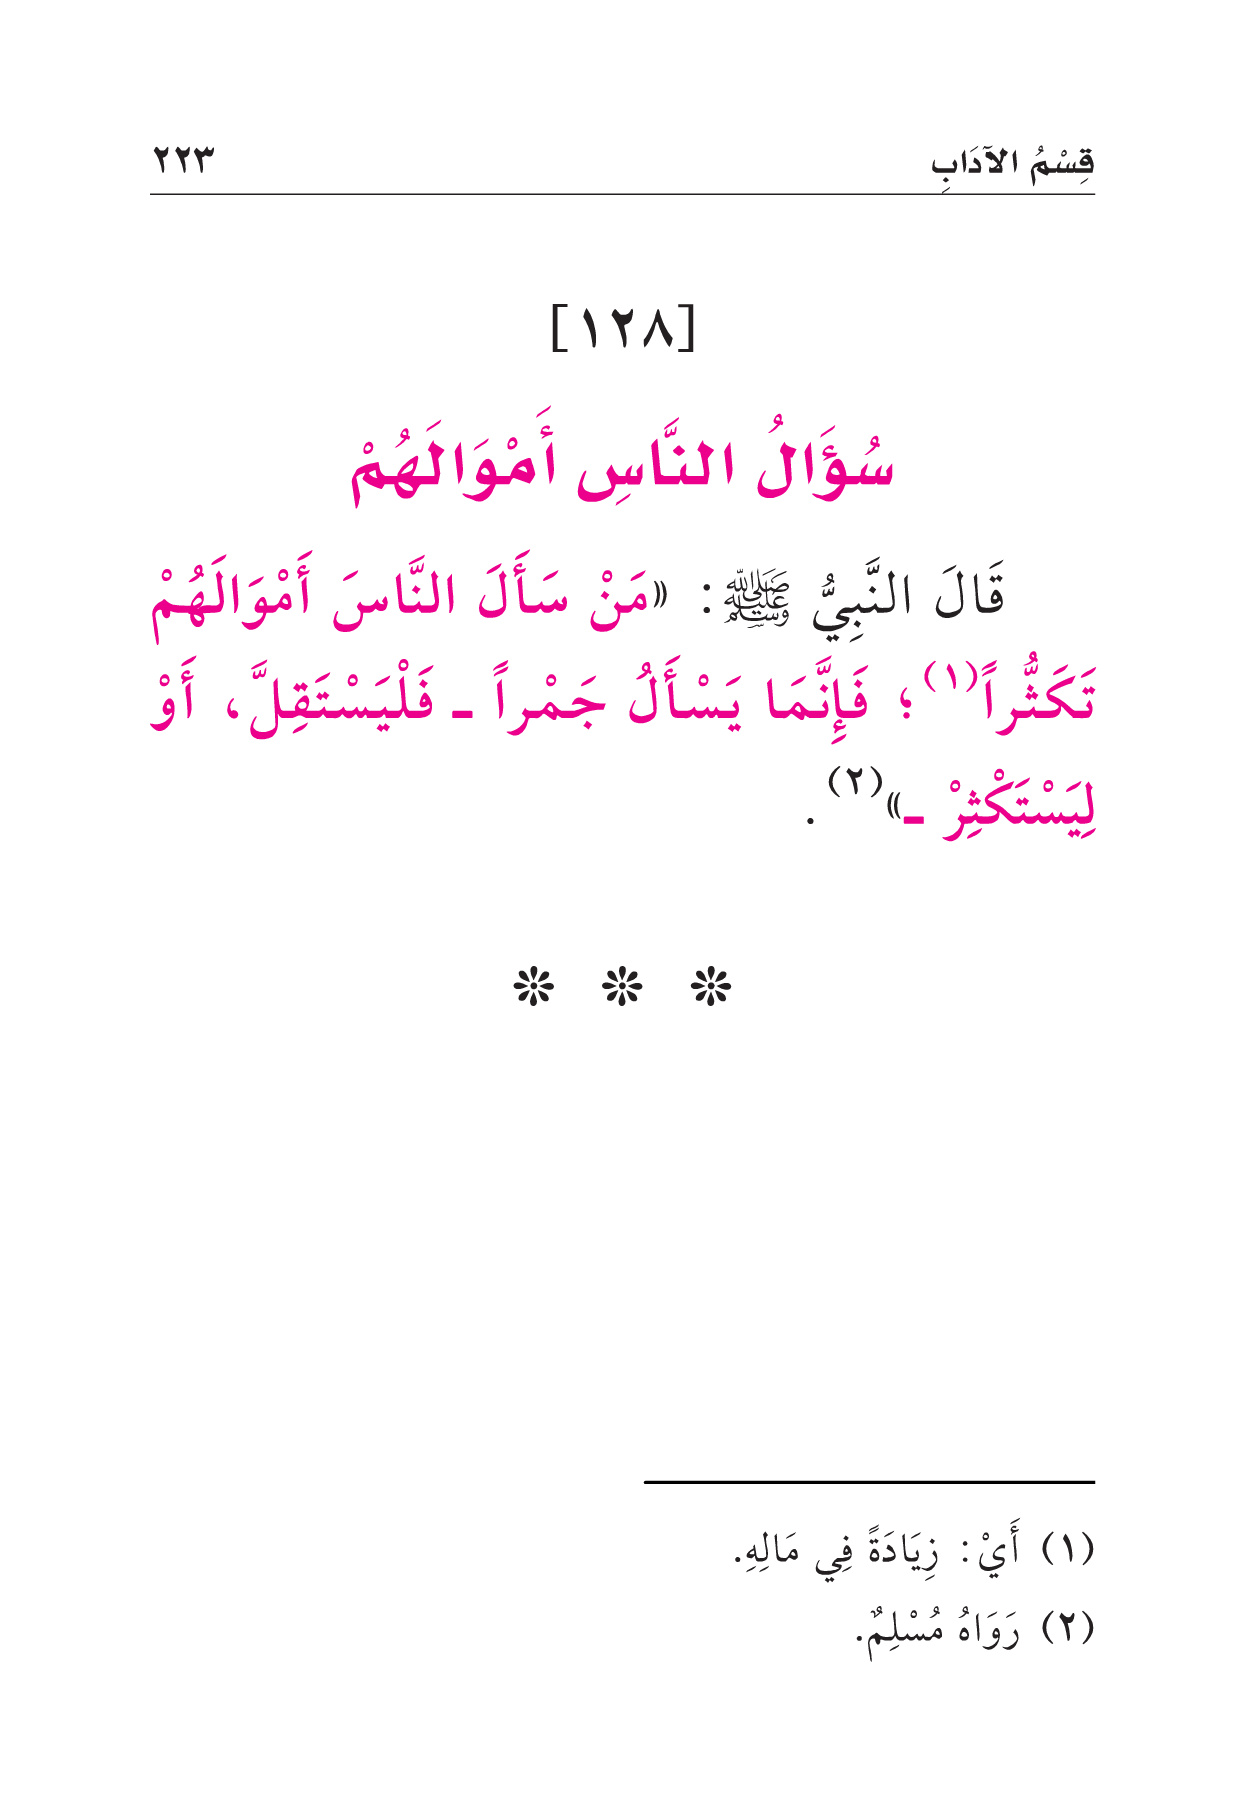 قِسْمُ الآدَابِ ٢٢٣
[١٢٨]
سُؤَالُ النَّاسِ أَمْوَالَهُمْ
قَالَ النَّبِيُّ ﷺ: «مَنْ سَأَلَ النَّاسَ أَمْوَالَهُمْ
تَكَثُّراً(١)؛ فَإِنَّمَا يَسْأَلُ جَمْراً ـ فَلْيَسْتَقِلَّ، أَوْ
لِيَسْتَكْثِرْ ـ»(٢).
(١) أَيْ: زِيَادَةً فِي مَالِهِ.
(٢) رَوَاهُ مُسْلِمٌ.